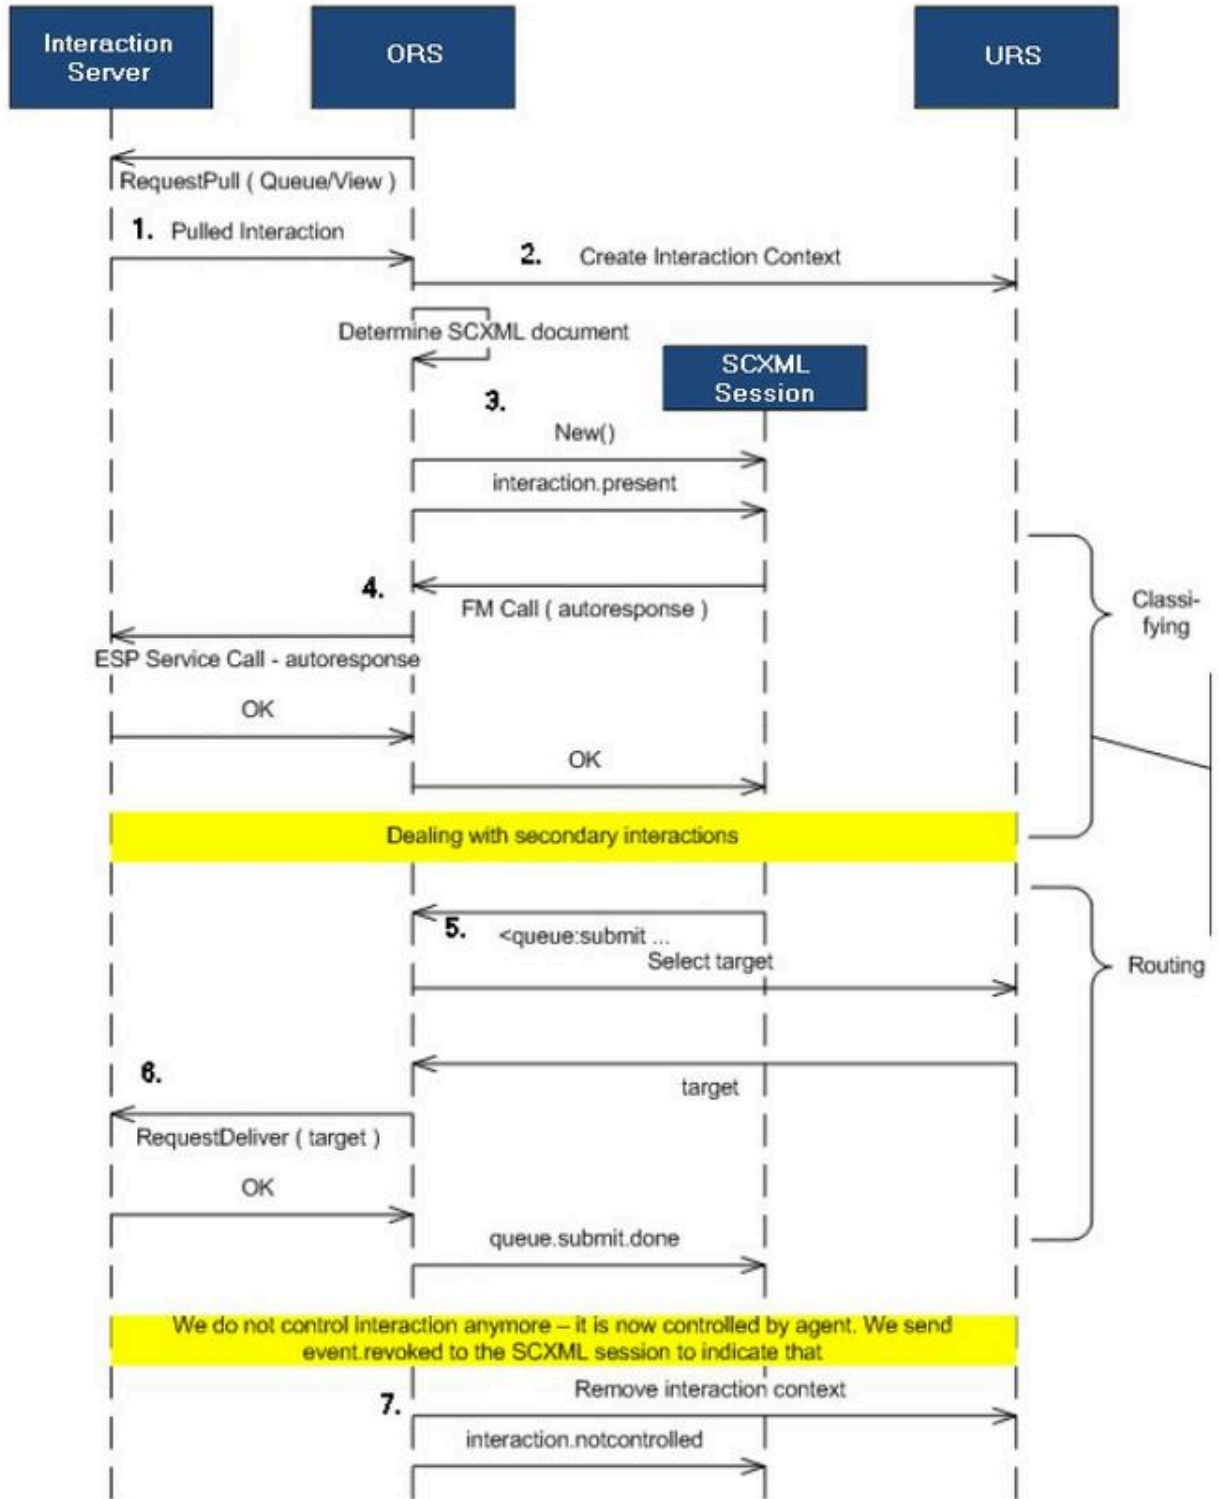 Interaction
Server
ORS
URS
RequestPull ( Queue/View )
1. Pulled Interaction
2. Create Interaction Context
Determine SCXML document
SCXML
Session
3.
New()
interaction.present
4.
FM Call ( autoresponse )
Classi-
fying
ESP Service Call - autoresponse
OK
OK
Dealing with secondary interactions
5. <queue:submit ...
Select target
Routing
6.
target
RequestDeliver ( target )
OK
queue.submit.done
We do not control interaction anymore – it is now controlled by agent. We send
event.revoked to the SCXML session to indicate that
7.
Remove interaction context
interaction.notcontrolled